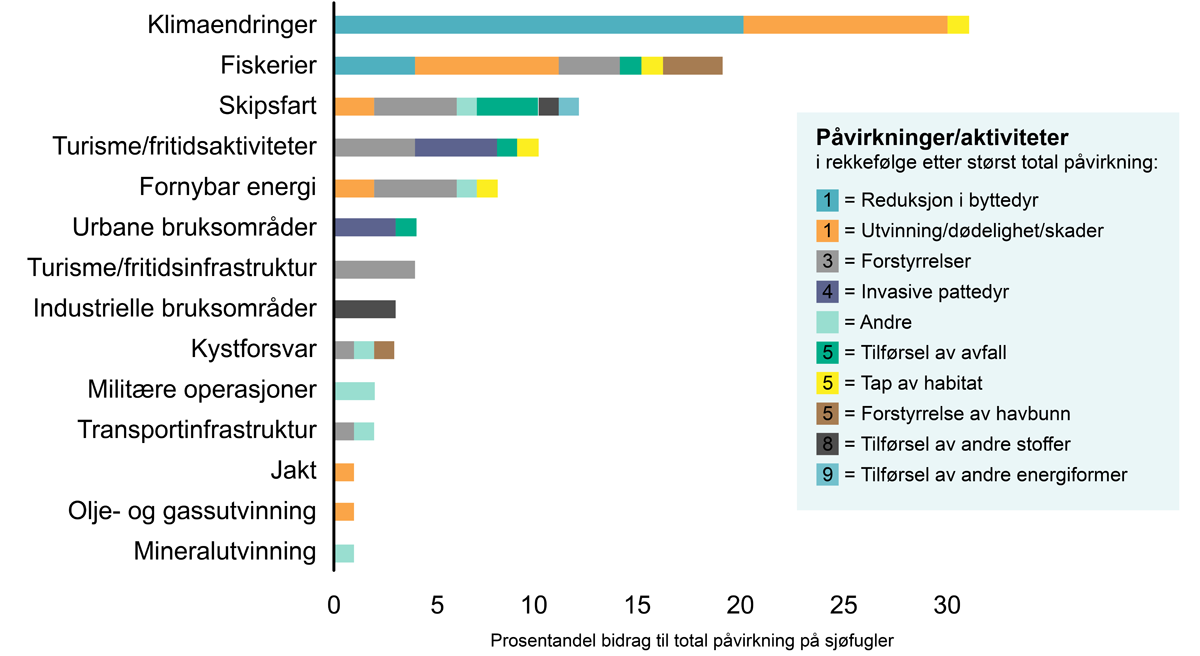 Klimaendringer
Fiskerier
Skipsfart
Turisme/fritidsaktiviteter
Fornybar energi
Urbane bruksområder
Turisme/fritidsinfrastruktur
Industrielle bruksområder
Kystforsvar
Militære operasjoner
Transportinfrastruktur
Jakt
Olje- og gassutvinning
Mineralutvinning
0 5 10 15 20 25 30
Prosentandel bidrag til total påvirkning på sjøfugler
Påvirkninger/aktiviteter
i rekkefølge etter størst total påvirkning:
1 = Reduksjon i byttedyr
1 = Utvinning/dødelighet/skader
3 = Forstyrrelser
4 = Invasive pattedyr
= Andre
5 = Tilførsel av avfall
5 = Tap av habitat
5 = Forstyrrelse av havbunn
8 = Tilførsel av andre stoffer
9 = Tilførsel av andre energiformer